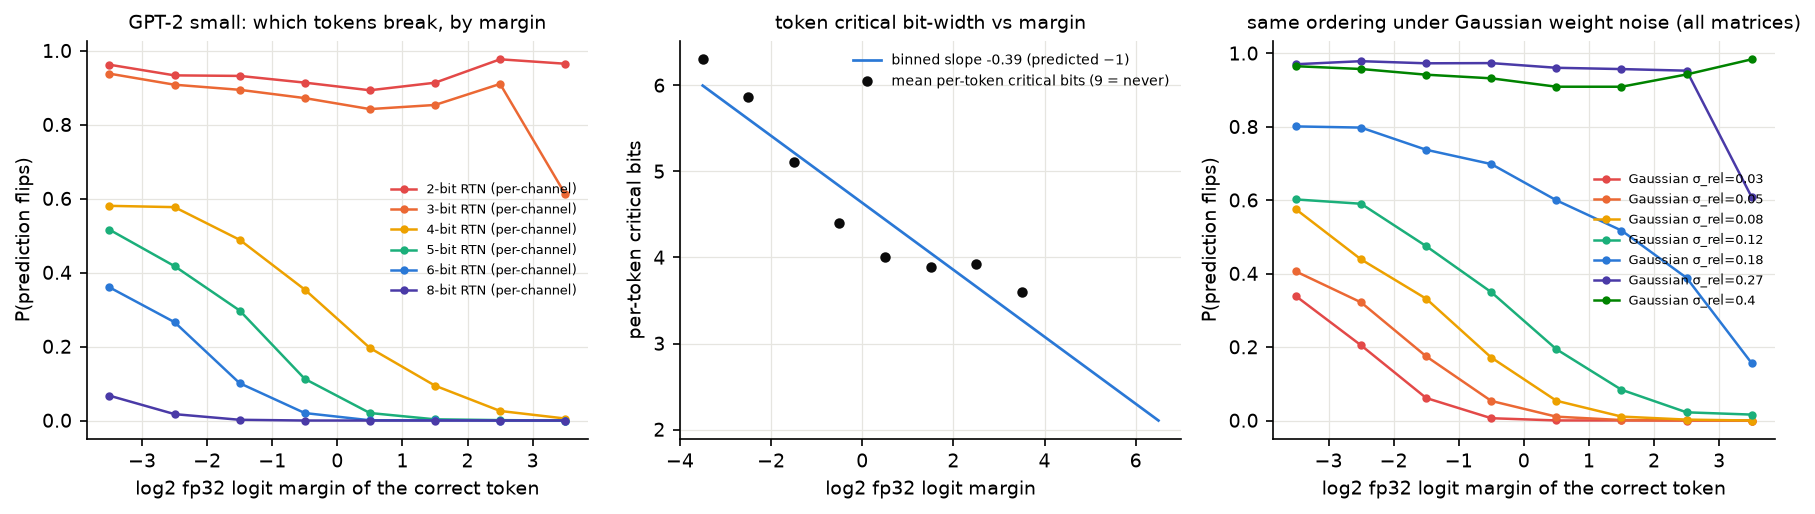 GPT-2 small: which tokens break, by margin
1.0
0.8
0.6
0.4
0.2
0.0
P(prediction flips)
2-bit RTN (per-channel)
3-bit RTN (per-channel)
4-bit RTN (per-channel)
5-bit RTN (per-channel)
6-bit RTN (per-channel)
8-bit RTN (per-channel)
−3 −2 −1 0 1 2 3
log2 fp32 logit margin of the correct token
token critical bit-width vs margin
binned slope -0.39 (predicted −1)
mean per-token critical bits (9 = never)
6
5
4
3
2
per-token critical bits
−4 −2 0 2 4 6
log2 fp32 logit margin
same ordering under Gaussian weight noise (all matrices)
1.0
0.8
0.6
0.4
0.2
0.0
P(prediction flips)
Gaussian σ_rel=0.03
Gaussian σ_rel=0.05
Gaussian σ_rel=0.08
Gaussian σ_rel=0.12
Gaussian σ_rel=0.18
Gaussian σ_rel=0.27
Gaussian σ_rel=0.4
−3 −2 −1 0 1 2 3
log2 fp32 logit margin of the correct token